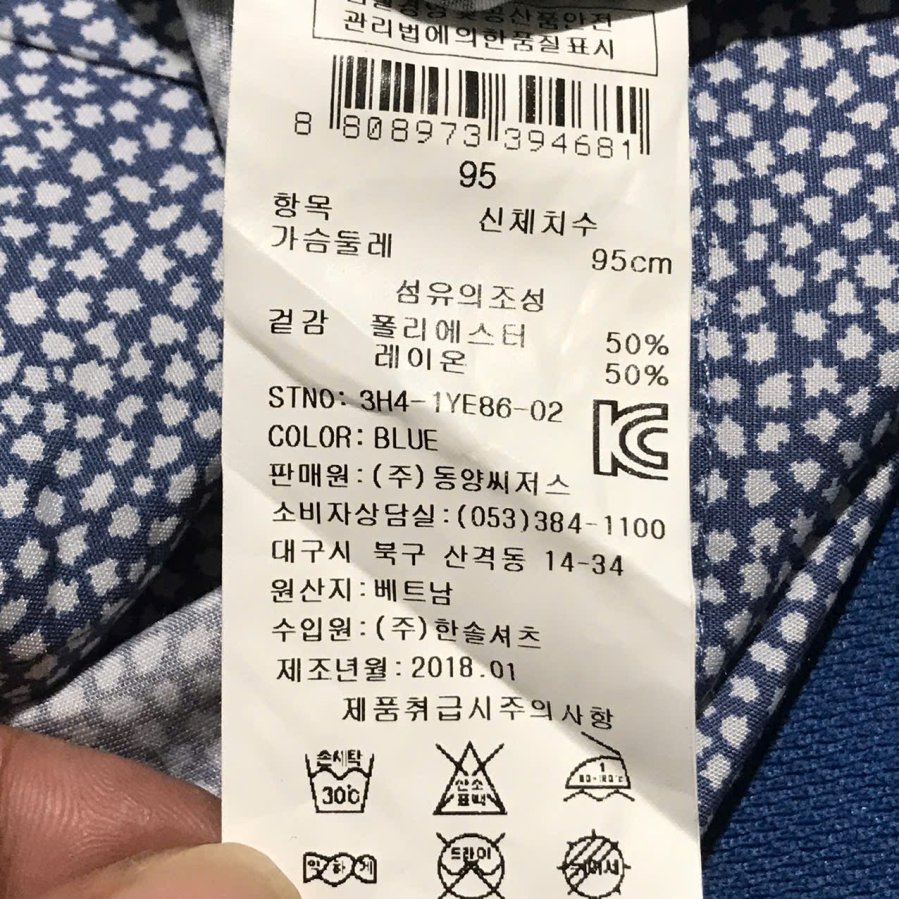 관리법에의한품질표시
8 808973 394681
95
항목 신체치수
가슴둘레 95cm
섬유의조성
겉감 폴리에스터 50%
레이온 50%
STNO: 3H4-1YE86-02
COLOR: BLUE
판매원:(주)동양씨저스
소비자상담실:(053)384-1100
대구시 북구 산격동 14-34
원산지:베트남
수입원:(주)한솔셔츠
제조년월:2018.01
제품취급시주의사항
손세탁 30℃
산소 표백
1
약하게
드라이